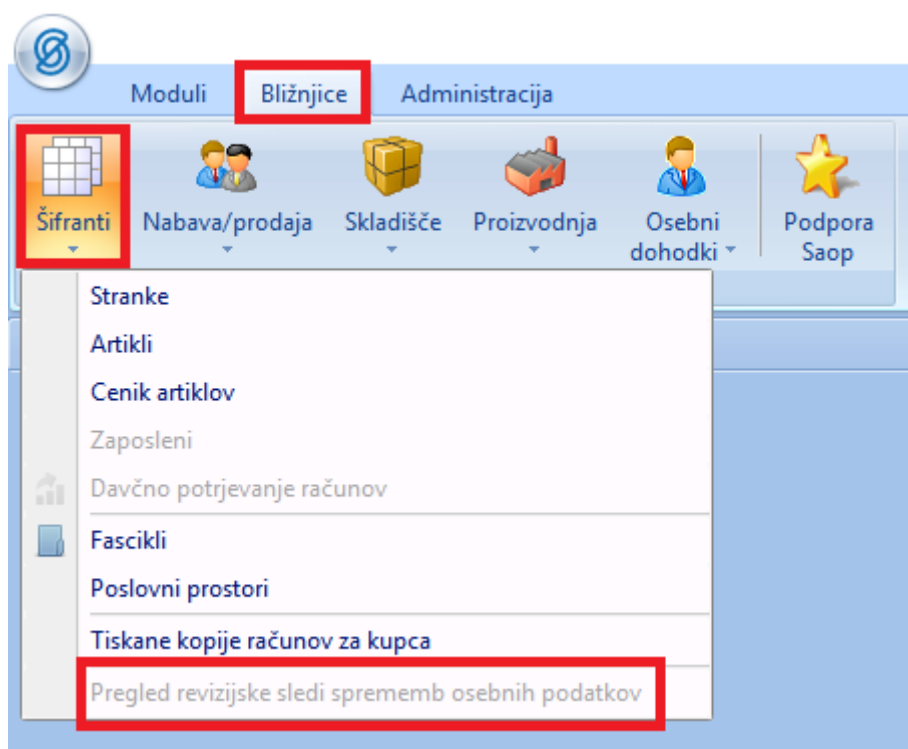 Moduli Bližnjice Administracija
Šifranti Nabava/prodaja Skladišče Proizvodnja Osebni dohodki Podpora Saop
Stranke
Artikli
Cenik artiklov
Zaposleni
Davčno potrjevanje računov
Fascikli
Poslovni prostori
Tiskane kopije računov za kupca
Pregled revizijske sledi sprememb osebnih podatkov